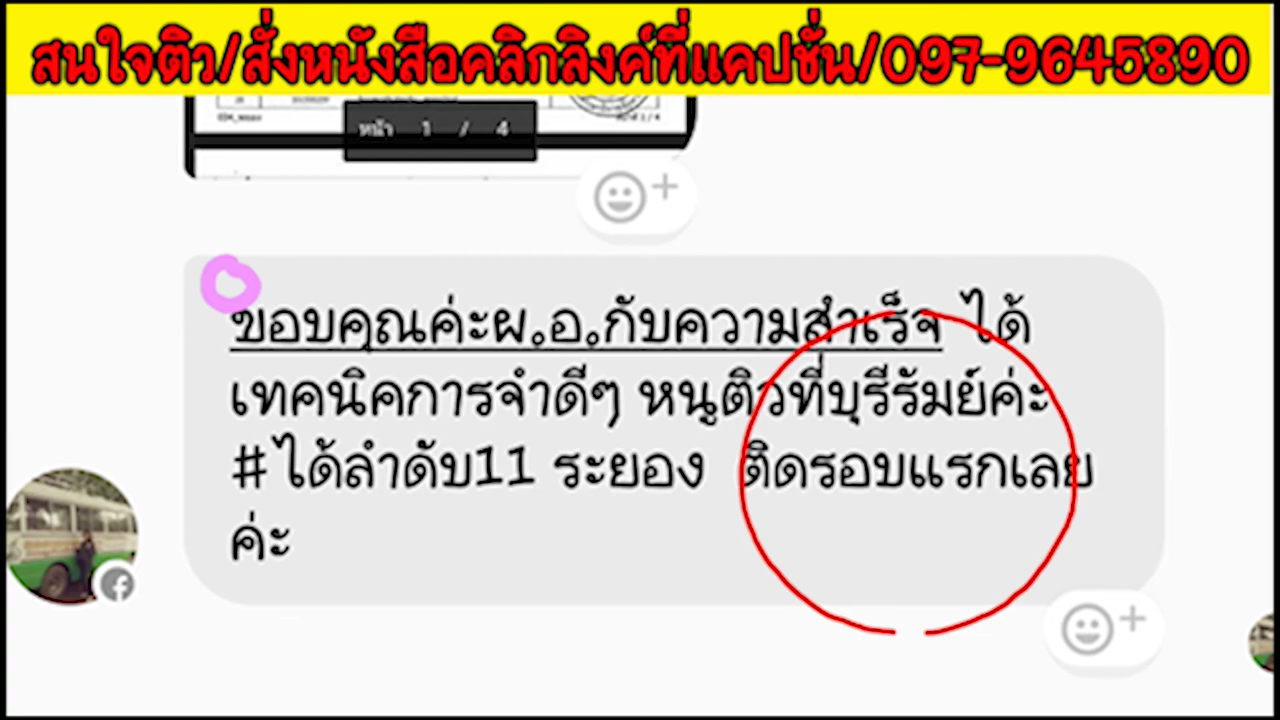 สนใจติว/สั่งหนังสือคลิกลิงค์ที่แคปชั่น/097-9645890
หน้า 1 / 4
ขอบคุณค่ะผ.อ.กับความสำเร็จ ได้
เทคนิคการจำดีๆ หนูติวที่บุรีรัมย์ค่ะ
#ได้ลำดับ11 ระยอง ติดรอบแรกเลย
ค่ะ